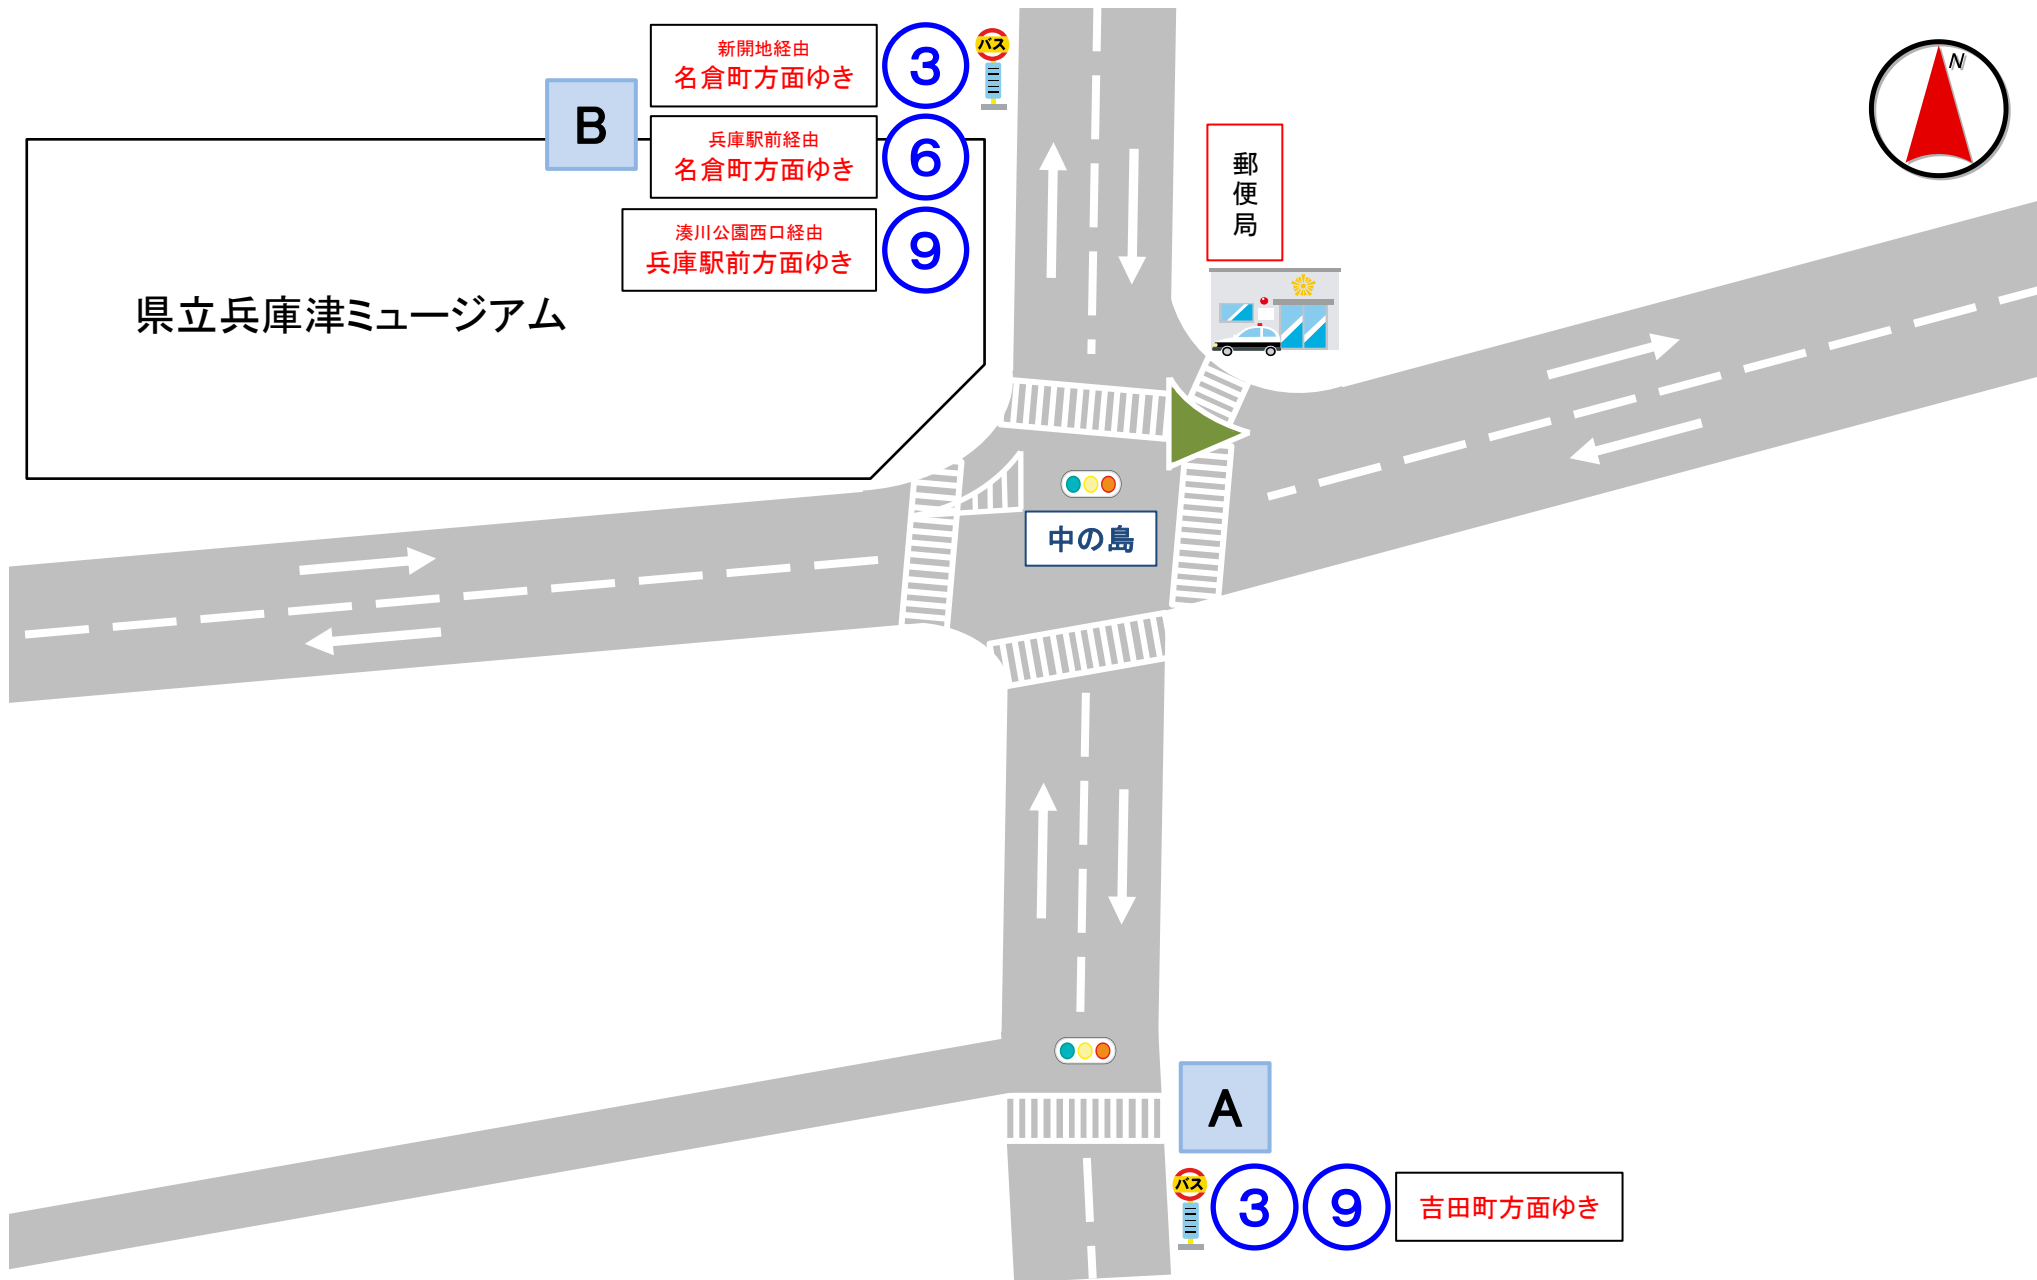 新開地経由
名倉町方面ゆき
③
バス
B
兵庫駅前経由
名倉町方面ゆき
⑥
湊川公園西口経由
兵庫駅前方面ゆき
⑨
N
郵便局
県立兵庫津ミュージアム
中の島
A
バス
③
⑨
吉田町方面ゆき